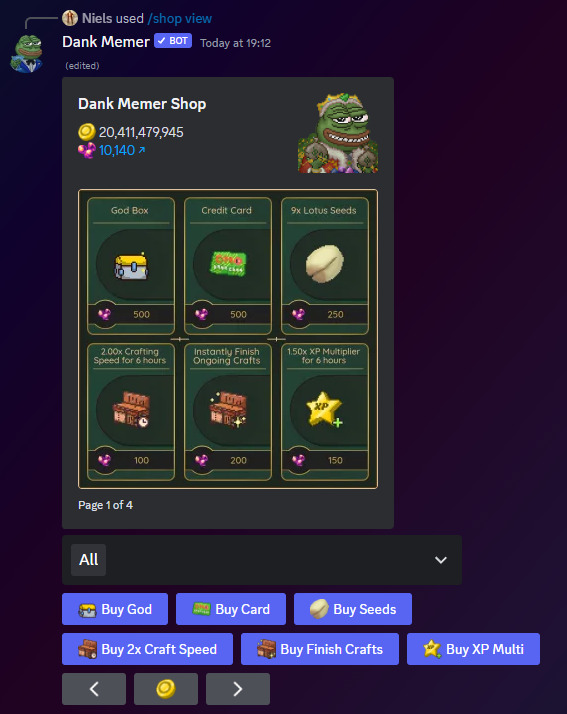 Niels used /shop view
Dank Memer ✓ BOT Today at 19:12
(edited)
Dank Memer Shop
20,411,479,945
10,140 ↗
God Box
Credit Card
9x Lotus Seeds
500
500
250
2.00x Crafting
Speed for 6 hours
Instantly Finish
Ongoing Crafts
1.50x XP Multiplier
for 6 hours
XP
100
200
150
Page 1 of 4
All
Buy God
Buy Card
Buy Seeds
Buy 2x Craft Speed
Buy Finish Crafts
Buy XP Multi